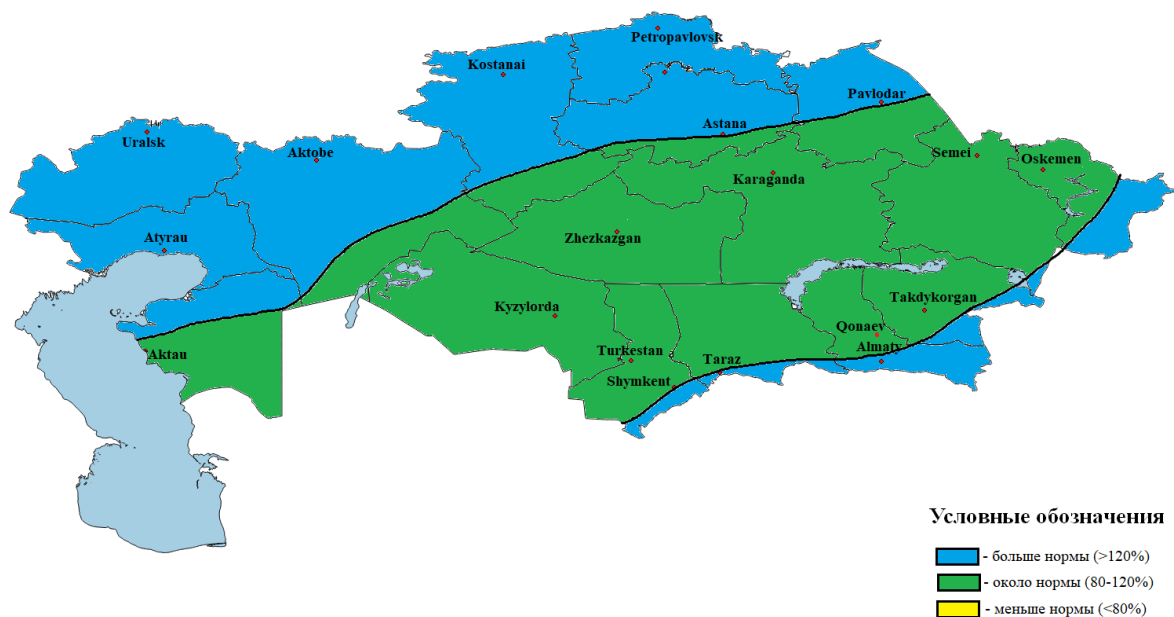 Petropavlovsk
Kostanai
Pavlodar
Astana
Uralsk
Aktobe
Semei
Oskemen
Karaganda
Atyrau
Zhezkazgan
Takdykorgan
Kyzylorda
Qonaev
Almaty
Aktau
Turkestan
Taraz
Shymkent
Условные обозначения
- больше нормы (>120%)
- около нормы (80-120%)
- меньше нормы (<80%)